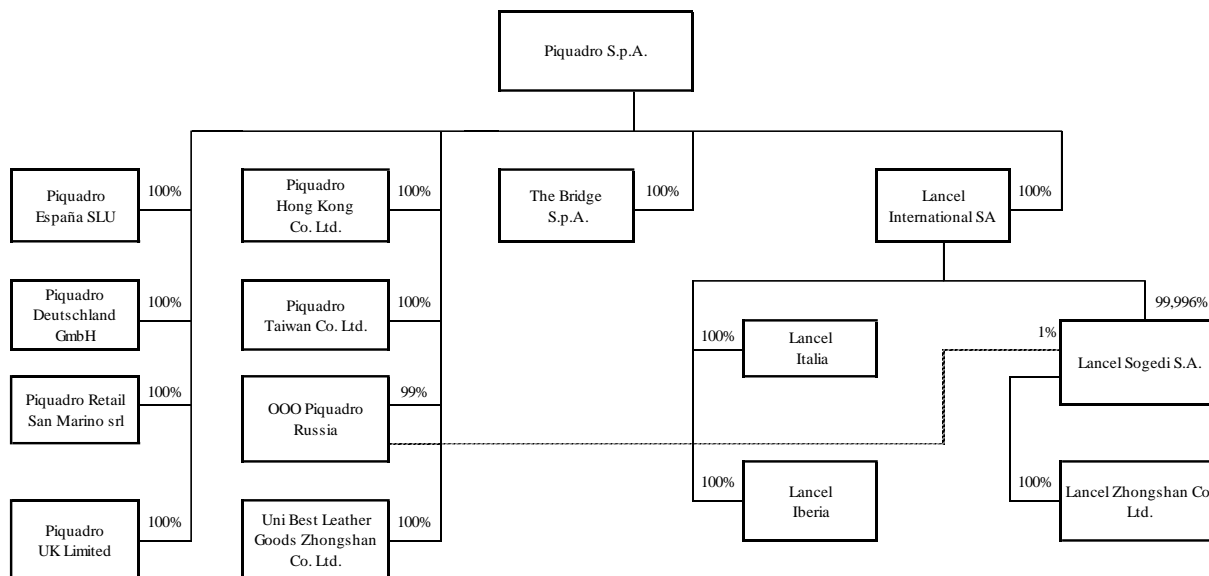 Piquadro S.p.A.
Piquadro
España SLU
100%
Piquadro
Hong Kong
Co. Ltd.
100%
The Bridge
S.p.A.
100%
Lancel
International SA
100%
Piquadro
Deutschland
GmbH
100%
Piquadro
Taiwan Co. Ltd.
100%
99,996%
1%
100%
Lancel
Italia
Lancel Sogedi S.A.
Piquadro Retail
San Marino srl
100%
OOO Piquadro
Russia
99%
Piquadro
UK Limited
100%
Uni Best Leather
Goods Zhongshan
Co. Ltd.
100%
100%
Lancel
Iberia
100%
Lancel Zhongshan Co
Ltd.